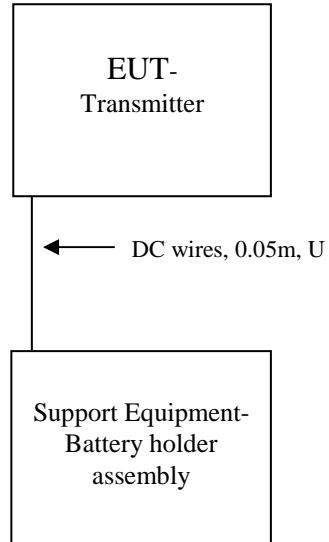 EUT-
Transmitter
DC wires, 0.05m, U
Support Equipment-
Battery holder
assembly